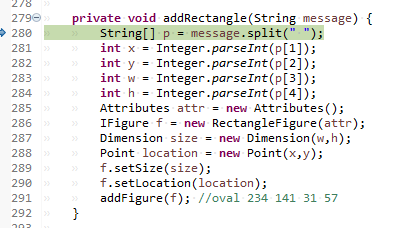 278
279 private void addRectangle(String message) {
280 String[] p = message.split(" ");
281 int x = Integer.parseInt(p[1]);
282 int y = Integer.parseInt(p[2]);
283 int w = Integer.parseInt(p[3]);
284 int h = Integer.parseInt(p[4]);
285 Attributes attr = new Attributes();
286 IFigure f = new RectangleFigure(attr);
287 Dimension size = new Dimension(w,h);
288 Point location = new Point(x,y);
289 f.setSize(size);
290 f.setLocation(location);
291 addFigure(f); //oval 234 141 31 57
292 }
293